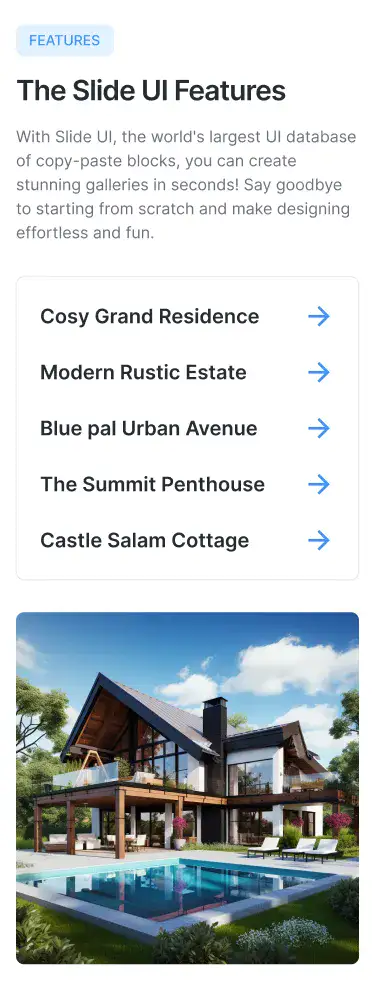 FEATURES
The Slide UI Features
With Slide UI, the world's largest UI database
of copy-paste blocks, you can create
stunning galleries in seconds! Say goodbye
to starting from scratch and make designing
effortless and fun.
Cosy Grand Residence
Modern Rustic Estate
Blue pal Urban Avenue
The Summit Penthouse
Castle Salam Cottage